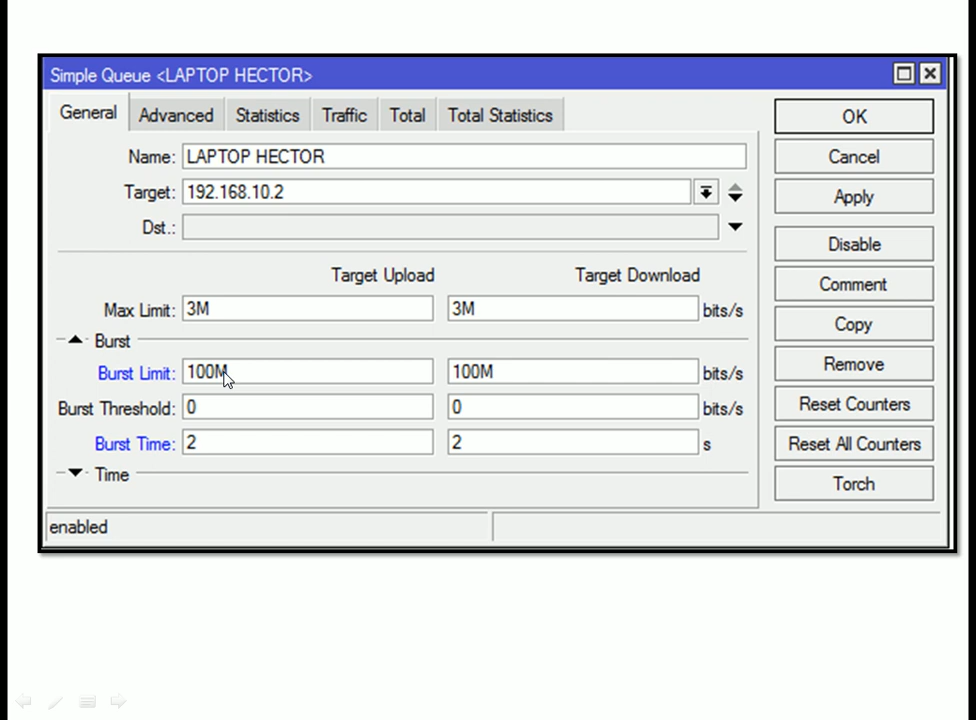 Simple Queue <LAPTOP HECTOR>
General Advanced Statistics Traffic Total Total Statistics
OK
Name: LAPTOP HECTOR
Cancel
Target: 192.168.10.2
Apply
Dst.:
Disable
Target Upload Target Download
Comment
Max Limit: 3M 3M bits/s
Copy
Burst
Remove
Burst Limit: 100M 100M bits/s
Reset Counters
Burst Threshold: 0 0 bits/s
Reset All Counters
Burst Time: 2 2 s
Torch
Time
enabled